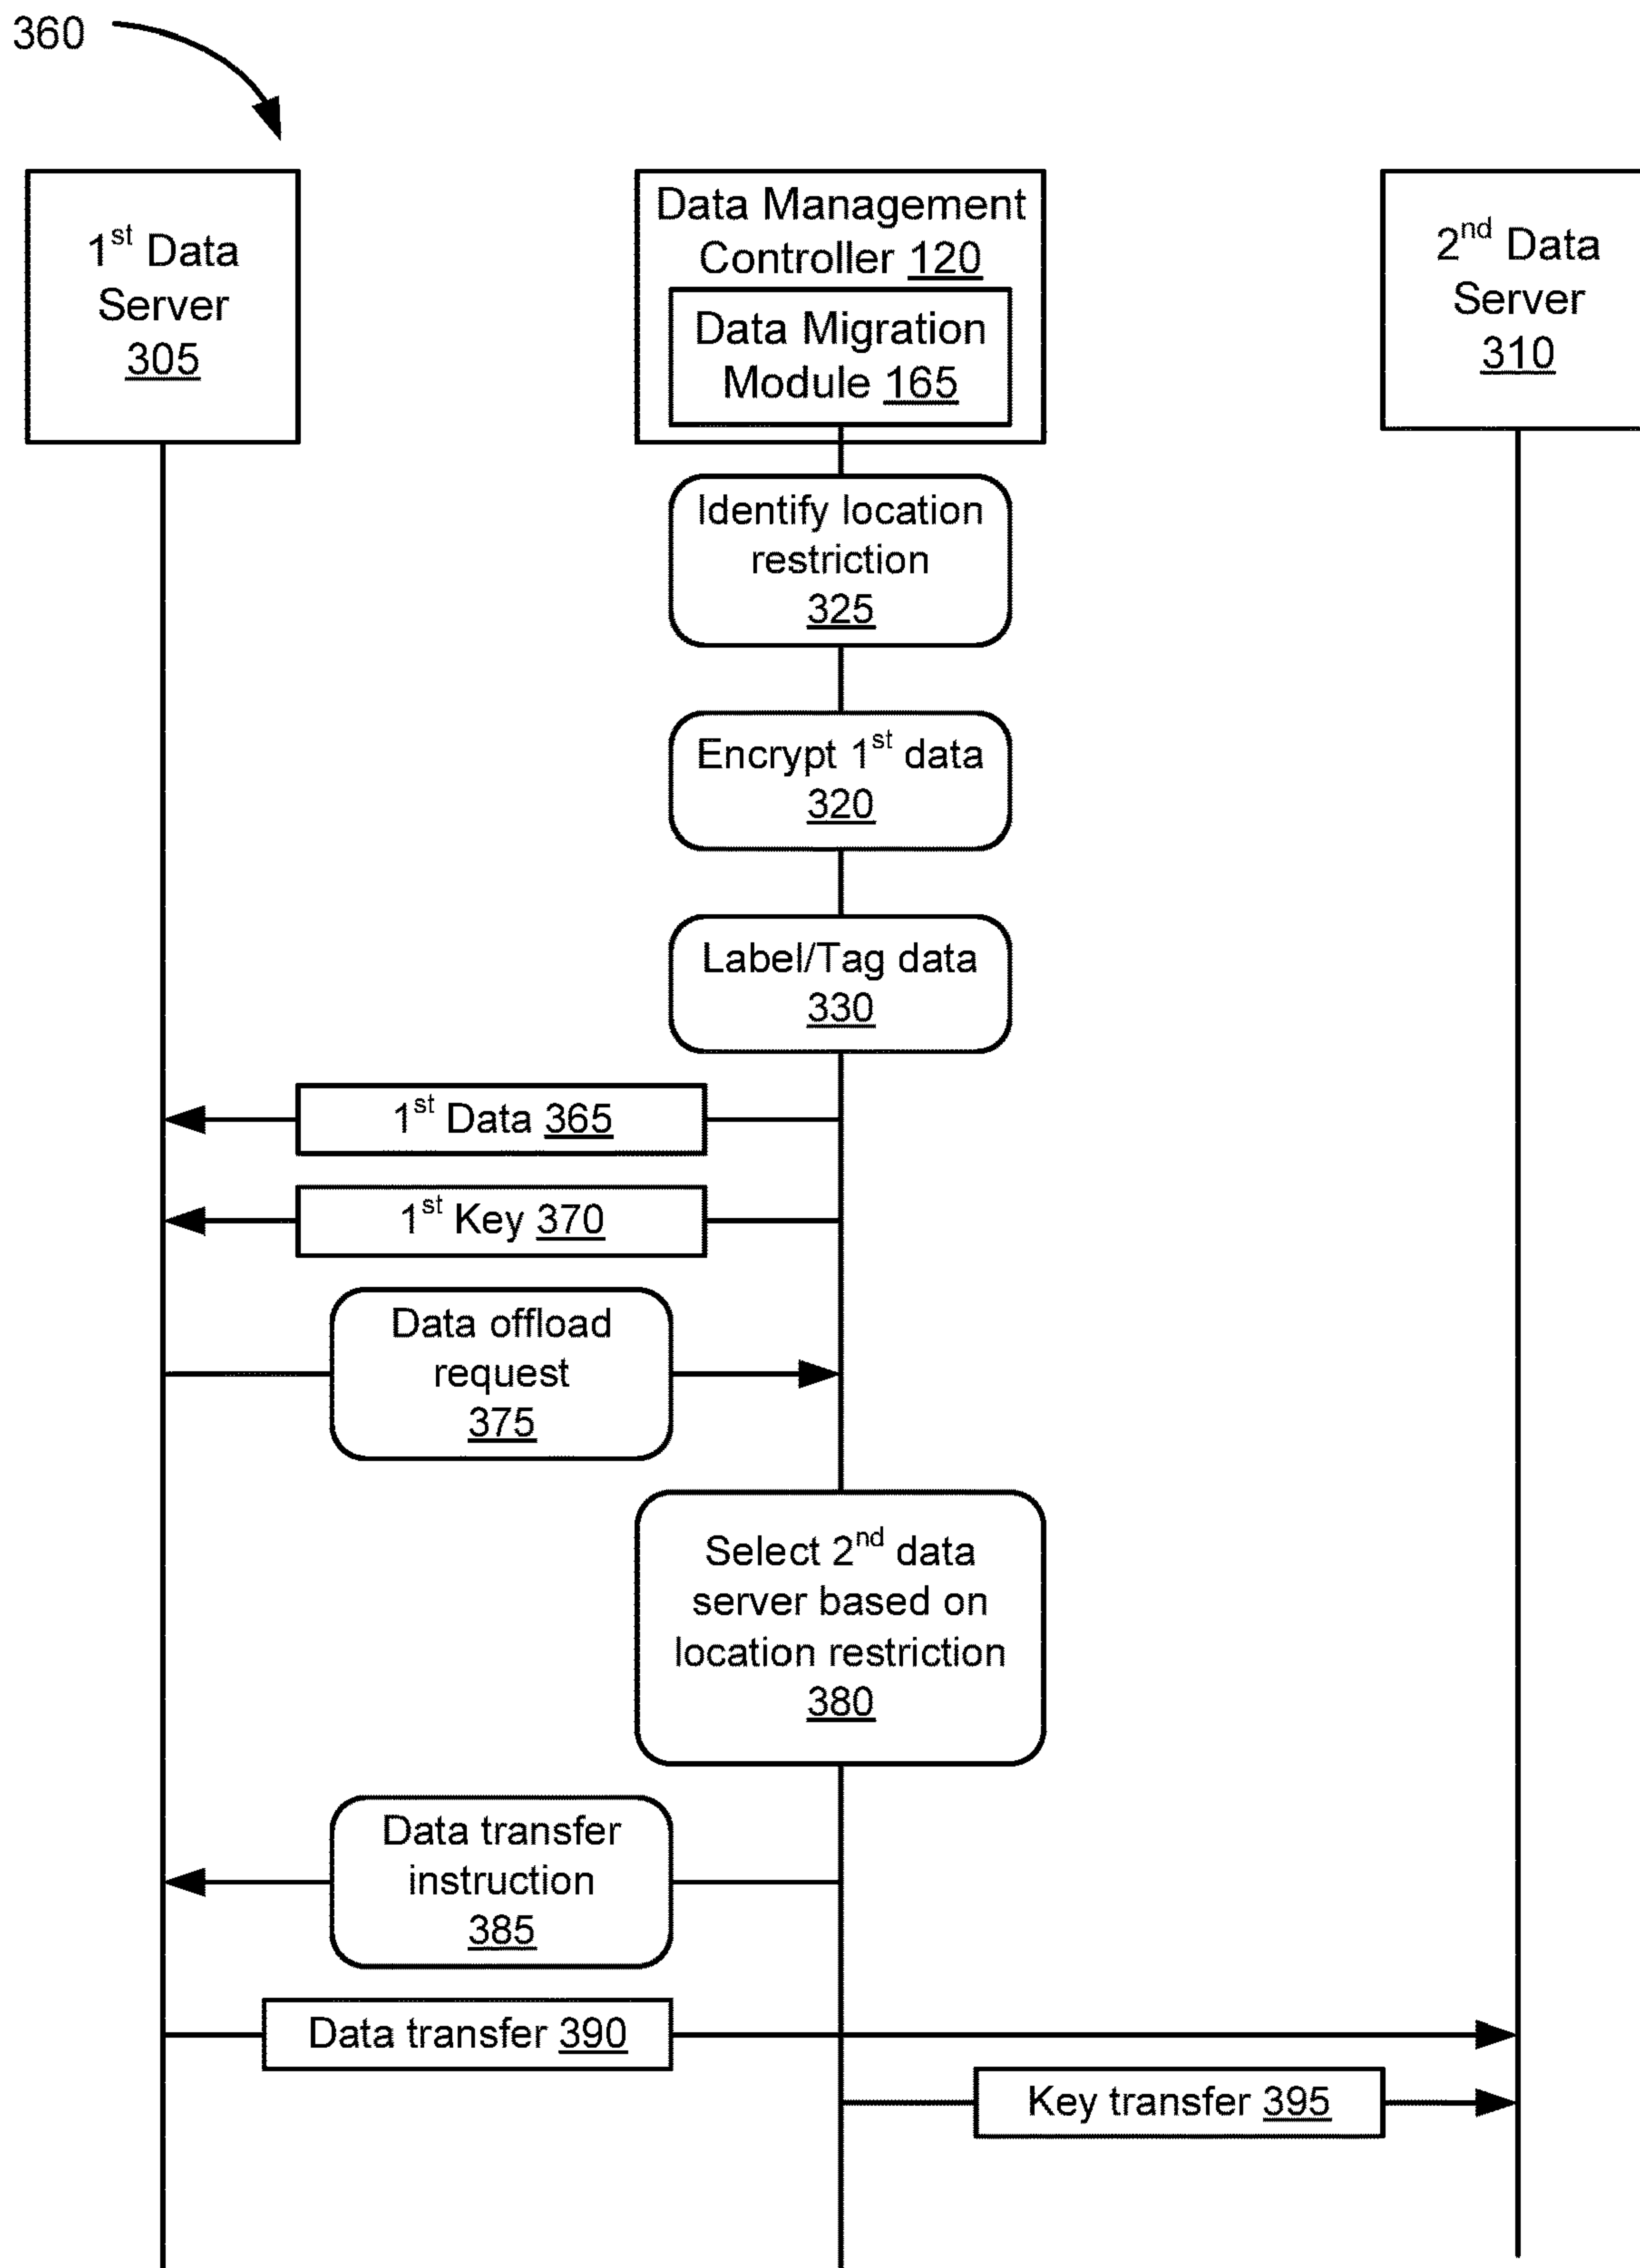 360
1st Data
Server
305
Data Management
Controller 120
Data Migration
Module 165
2nd Data
Server
310
Identify location
restriction
325
Encrypt 1st data
320
Label/Tag data
330
1st Data 365
1st Key 370
Data offload
request
375
Select 2nd data
server based on
location restriction
380
Data transfer
instruction
385
Data transfer 390
Key transfer 395